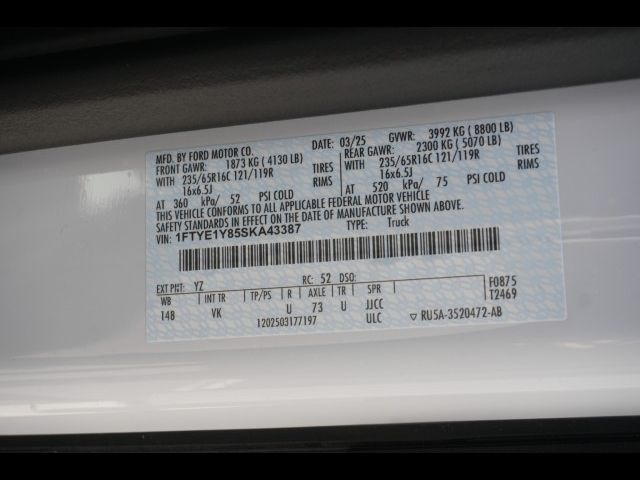 MFD. BY FORD MOTOR CO. DATE: 03/25 GVWR: 3992 KG (8800 LB)
FRONT GAWR: 1873 KG (4130 LB) REAR GAWR: 2300 KG (5070 LB)
WITH 235/65R16C 121/119R TIRES WITH 235/65R16C 121/119R TIRES
16x6.5J RIMS 16x6.5J RIMS
AT 360 kPa/ 52 PSI COLD AT 520 kPa/ 75 PSI COLD
THIS VEHICLE CONFORMS TO ALL APPLICABLE FEDERAL MOTOR VEHICLE
SAFETY STANDARDS IN EFFECT ON THE DATE OF MANUFACTURE SHOWN ABOVE.
VIN: 1FTYE1Y85SKA43387 TYPE: Truck
EXT PNT: YZ RC: 52 DSO: F0875
WB INT TR TP/PS R AXLE TR SPR T2469
148 VK U 73 U JJCC
1202503177197 ULC ▽ RU5A-3520472-AB